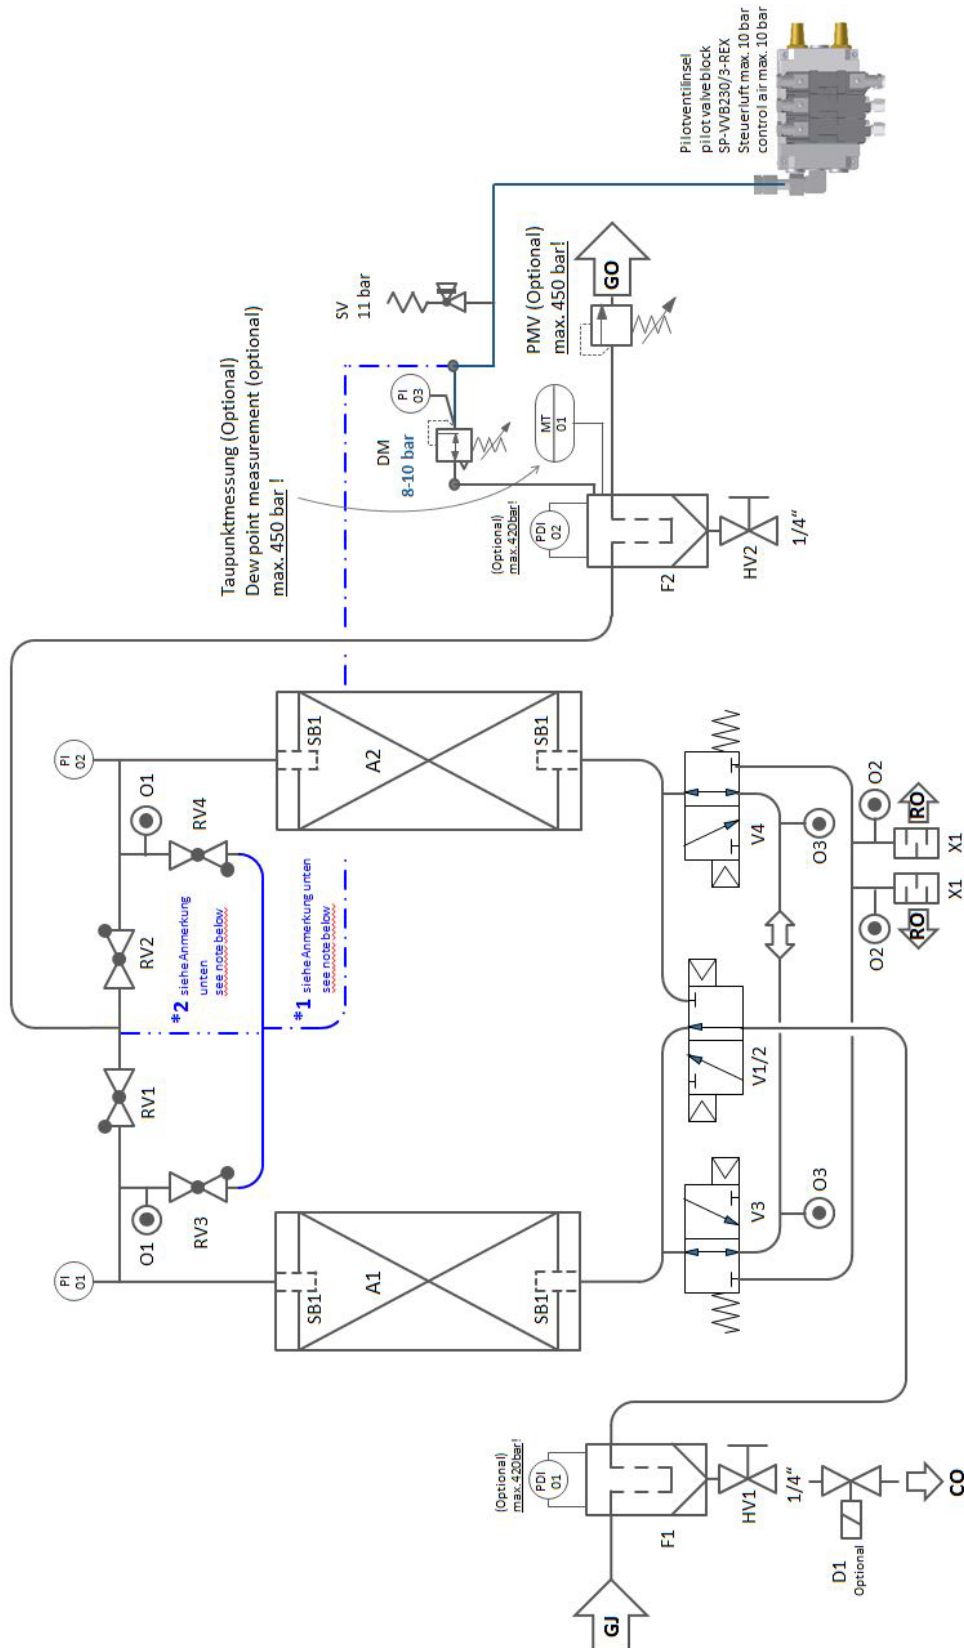 PI
01
PI
02
O1
O1
RV1
RV2
RV3
RV4
*2 siehe Anmerkung
unten
see note below
*1 siehe Anmerkung unten
see note below
SB1
A1
SB1
SB1
A2
SB1
Taupunktmessung (Optional)
Dew point measurement (optional)
max. 450 bar !
SV
11 bar
PI
03
DM
8-10 bar
MT
01
PMV (Optional)
max. 450 bar!
GO
Pilotventilinsel
pilot valve block
SP-VVB230/3-REX
Steuerluft max. 10 bar
control air max. 10 bar
(Optional)
max. 420bar!
PDI
02
F2
HV2
1/4“
V3
V1/2
V4
O3
O3
O2
O2
RO
RO
X1
X1
(Optional)
max. 420bar!
PDI
01
GJ
F1
HV1
1/4“
D1
Optional
CO